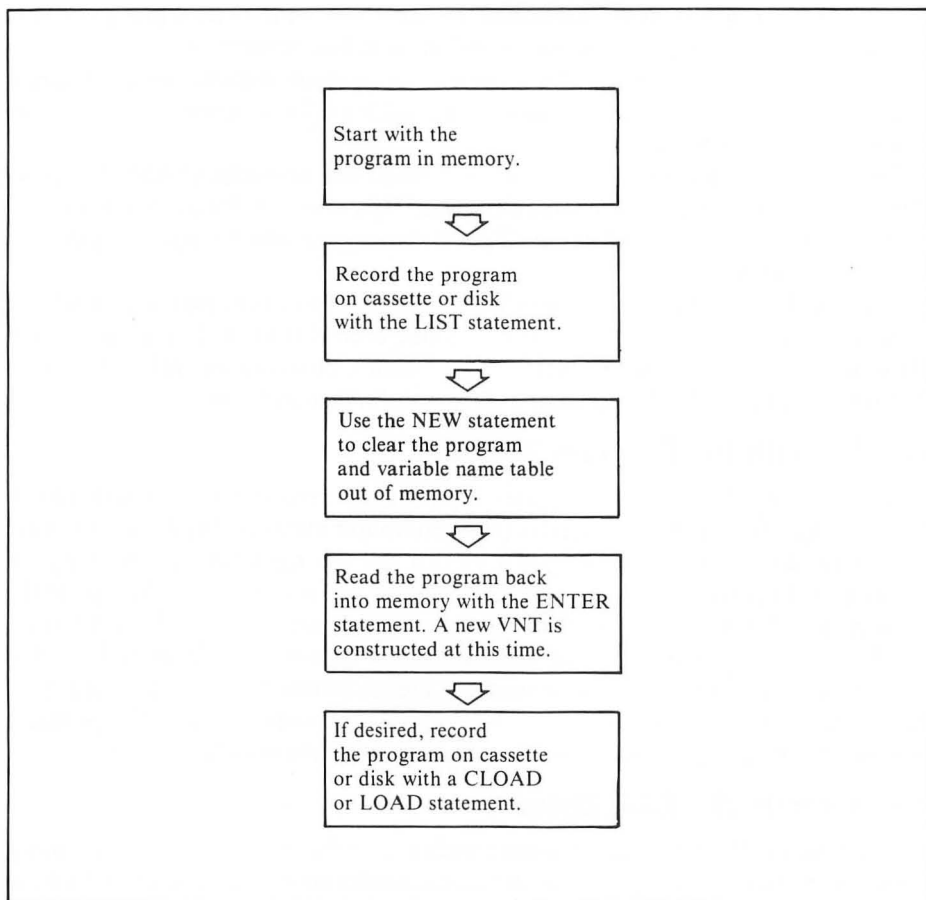 Start with the
program in memory.
Record the program
on cassette or disk
with the LIST statement.
Use the NEW statement
to clear the program
and variable name table
out of memory.
Read the program back
into memory with the ENTER
statement. A new VNT is
constructed at this time.
If desired, record
the program on cassette
or disk with a CLOAD
or LOAD statement.